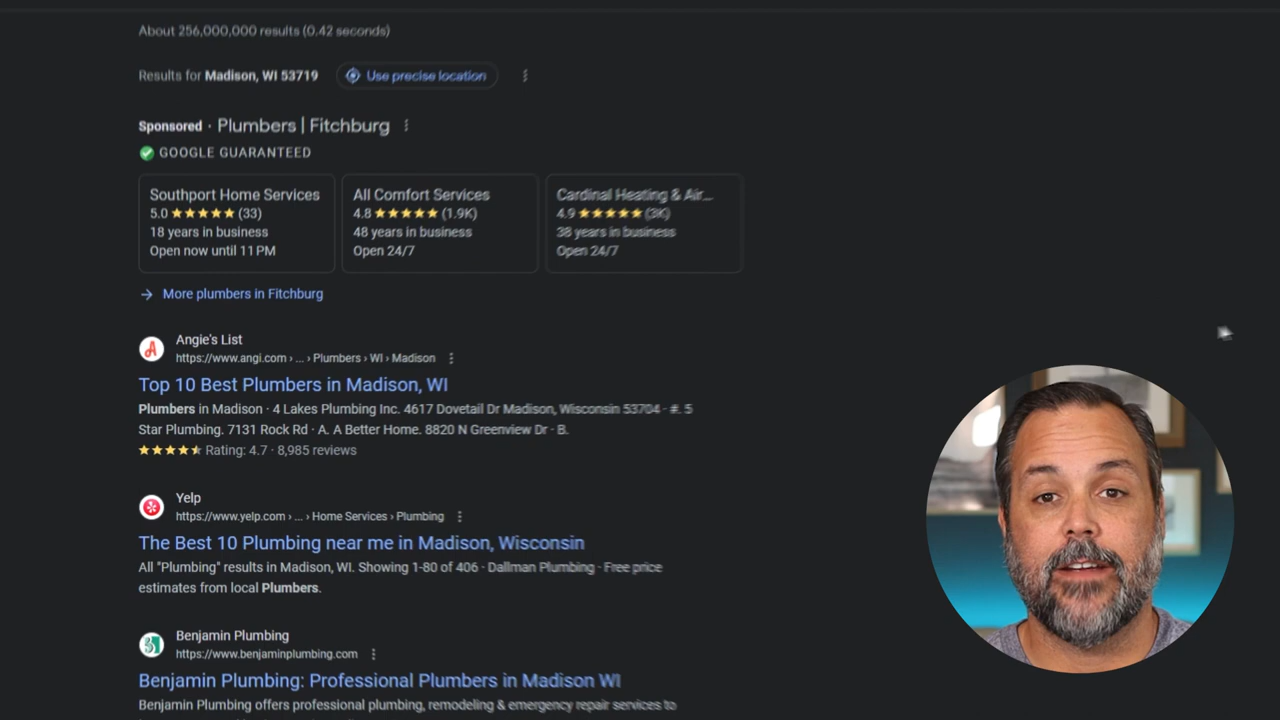 About 256,000,000 results (0.42 seconds)
Results for Madison, WI 53719 Use precise location
Sponsored · Plumbers | Fitchburg
GOOGLE GUARANTEED
Southport Home Services
5.0 (33)
18 years in business
Open now until 11 PM
All Comfort Services
4.8 (1.9K)
48 years in business
Open 24/7
Cardinal Heating & Air...
4.9 (3K)
38 years in business
Open 24/7
More plumbers in Fitchburg
Angie's List
https://www.angi.com › ... › Plumbers › WI › Madison
Top 10 Best Plumbers in Madison, WI
Plumbers in Madison · 4 Lakes Plumbing Inc. 4617 Dovetail Dr Madison, Wisconsin 53704 · #. 5
Star Plumbing. 7131 Rock Rd · A. A Better Home. 8820 N Greenview Dr · B.
Rating: 4.7 · 8,985 reviews
Yelp
https://www.yelp.com › ... › Home Services › Plumbing
The Best 10 Plumbing near me in Madison, Wisconsin
All "Plumbing" results in Madison, WI. Showing 1-80 of 406 · Dallman Plumbing · Free price
estimates from local Plumbers.
Benjamin Plumbing
https://www.benjaminplumbing.com
Benjamin Plumbing: Professional Plumbers in Madison WI
Benjamin Plumbing offers professional plumbing, remodeling & emergency repair services to